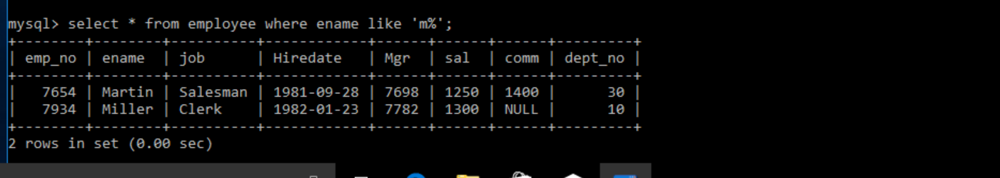 mysql> select * from employee where ename like 'm%';
+--------+--------+----------+------------+------+------+------+---------+
| emp_no | ename  | job      | Hiredate   | Mgr  | sal  | comm | dept_no |
+--------+--------+----------+------------+------+------+------+---------+
|   7654 | Martin | Salesman | 1981-09-28 | 7698 | 1250 | 1400 |      30 |
|   7934 | Miller | Clerk    | 1982-01-23 | 7782 | 1300 | NULL |      10 |
+--------+--------+----------+------------+------+------+------+---------+
2 rows in set (0.00 sec)